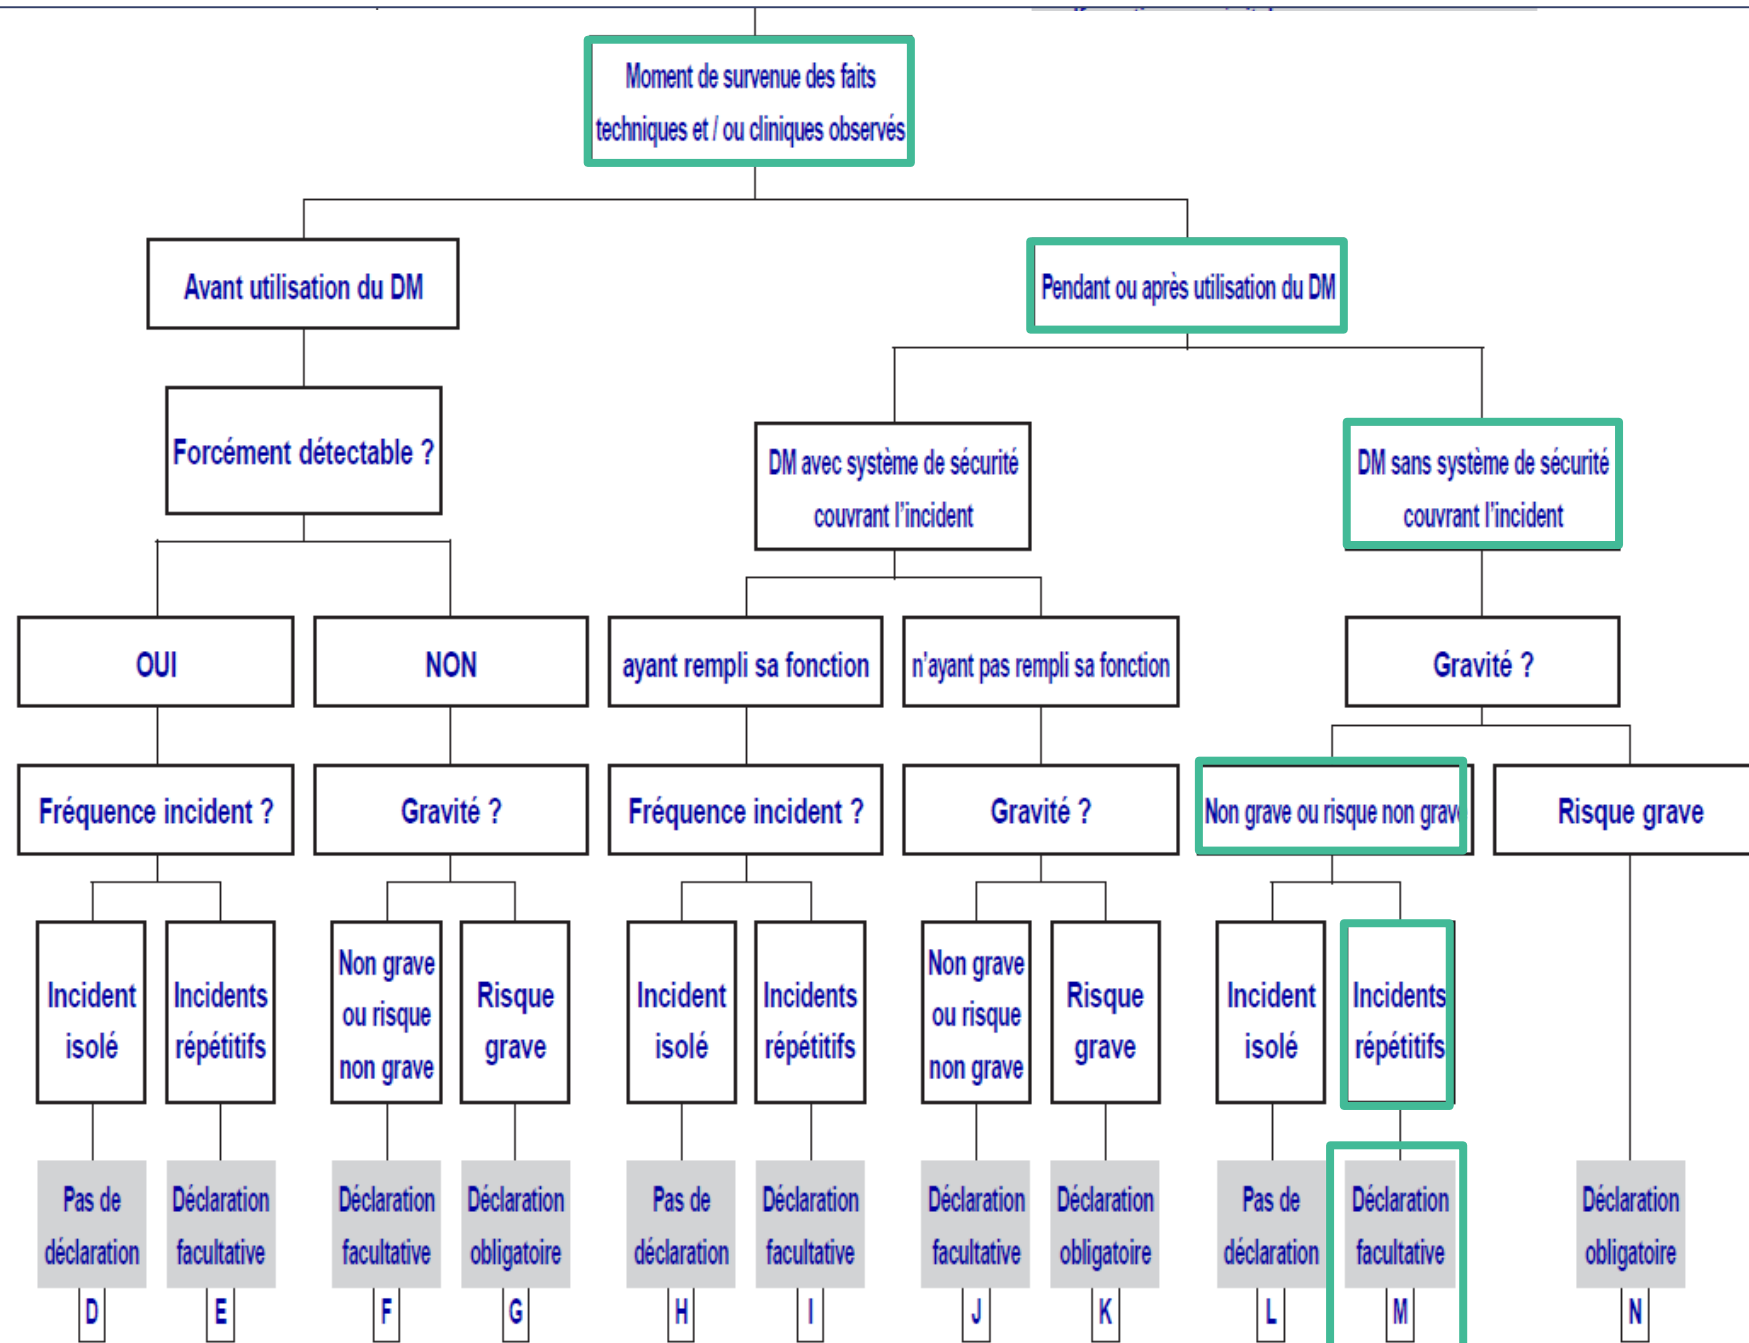 Moment de survenue des faits
techniques et / ou cliniques observés
Avant utilisation du DM
Pendant ou après utilisation du DM
Forcément détectable ?
DM avec système de sécurité
couvrant l'incident
DM sans système de sécurité
couvrant l'incident
OUI
NON
ayant rempli sa fonction
n'ayant pas rempli sa fonction
Gravité ?
Fréquence incident ?
Gravité ?
Fréquence incident ?
Gravité ?
Non grave ou risque non grave
Risque grave
Incident
isolé
Incidents
répétitifs
Non grave
ou risque
non grave
Risque
grave
Incident
isolé
Incidents
répétitifs
Non grave
ou risque
non grave
Risque
grave
Incident
isolé
Incidents
répétitifs
Pas de
déclaration
Déclaration
facultative
Déclaration
facultative
Déclaration
obligatoire
Pas de
déclaration
Déclaration
facultative
Déclaration
facultative
Déclaration
obligatoire
Pas de
déclaration
Déclaration
facultative
Déclaration
obligatoire
D
E
F
G
H
I
J
K
L
M
N